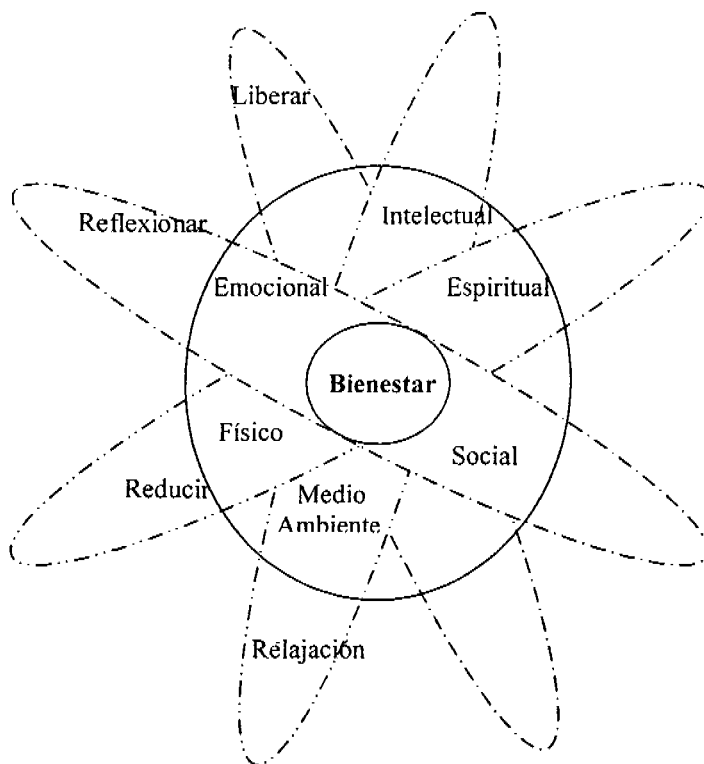 Liberar
Reflexionar
Intelectual
Emocional
Espiritual
Bienestar
Físico
Social
Reducir
Medio
Ambiente
Relajación